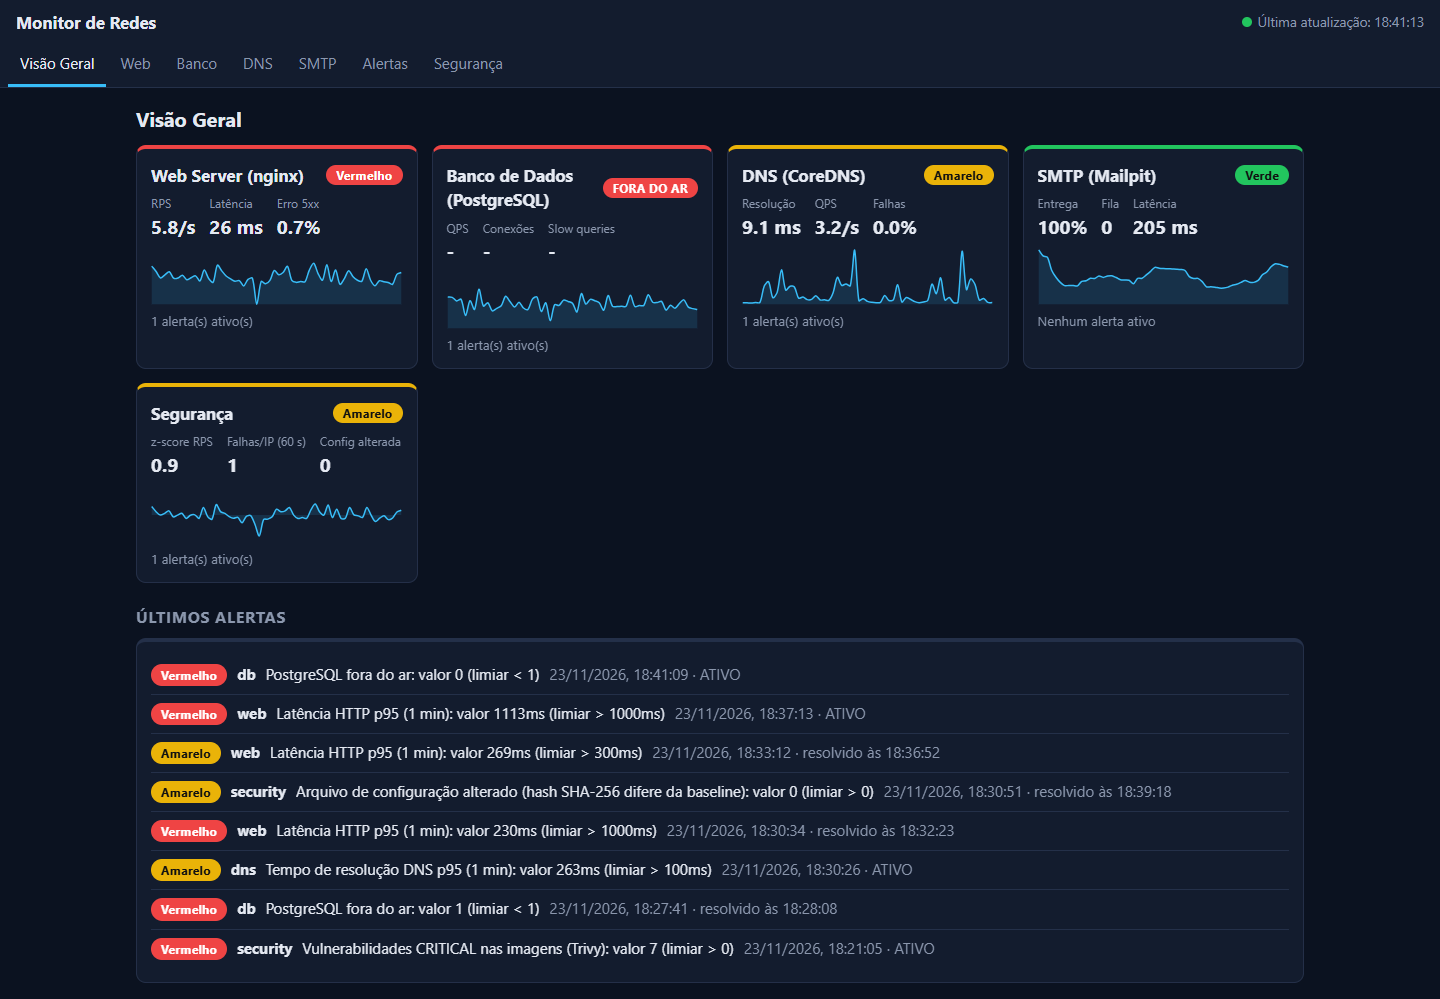 Monitor de Redes
Última atualização: 18:41:13
Visão Geral Web Banco DNS SMTP Alertas Segurança
Visão Geral
Web Server (nginx) Vermelho
RPS Latência Erro 5xx
5.8/s 26 ms 0.7%
1 alerta(s) ativo(s)
Banco de Dados
(PostgreSQL)
FORA DO AR
QPS Conexões Slow queries
- - -
1 alerta(s) ativo(s)
DNS (CoreDNS) Amarelo
Resolução QPS Falhas
9.1 ms 3.2/s 0.0%
1 alerta(s) ativo(s)
SMTP (Mailpit) Verde
Entrega Fila Latência
100% 0 205 ms
Nenhum alerta ativo
Segurança Amarelo
z-score RPS Falhas/IP (60 s) Config alterada
0.9 1 0
1 alerta(s) ativo(s)
ÚLTIMOS ALERTAS
Vermelho db PostgreSQL fora do ar: valor 0 (limiar < 1) 23/11/2026, 18:41:09 · ATIVO
Vermelho web Latência HTTP p95 (1 min): valor 1113ms (limiar > 1000ms) 23/11/2026, 18:37:13 · ATIVO
Amarelo web Latência HTTP p95 (1 min): valor 269ms (limiar > 300ms) 23/11/2026, 18:33:12 · resolvido às 18:36:52
Amarelo security Arquivo de configuração alterado (hash SHA-256 difere da baseline): valor 0 (limiar > 0) 23/11/2026, 18:30:51 · resolvido às 18:39:18
Vermelho web Latência HTTP p95 (1 min): valor 230ms (limiar > 1000ms) 23/11/2026, 18:30:34 · resolvido às 18:32:23
Amarelo dns Tempo de resolução DNS p95 (1 min): valor 263ms (limiar > 100ms) 23/11/2026, 18:30:26 · ATIVO
Vermelho db PostgreSQL fora do ar: valor 1 (limiar < 1) 23/11/2026, 18:27:41 · resolvido às 18:28:08
Vermelho security Vulnerabilidades CRITICAL nas imagens (Trivy): valor 7 (limiar > 0) 23/11/2026, 18:21:05 · ATIVO